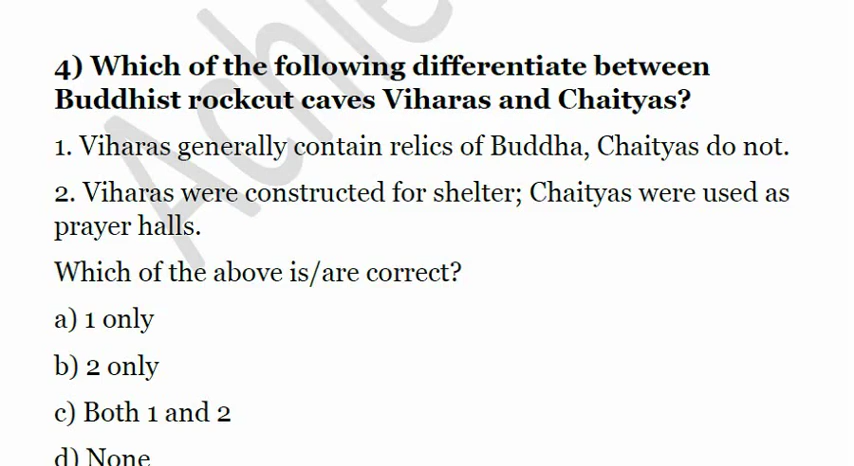 Achie
4) Which of the following differentiate between
Buddhist rockcut caves Viharas and Chaityas?
1. Viharas generally contain relics of Buddha, Chaityas do not.
2. Viharas were constructed for shelter; Chaityas were used as
prayer halls.
Which of the above is/are correct?
a) 1 only
b) 2 only
c) Both 1 and 2
d) None